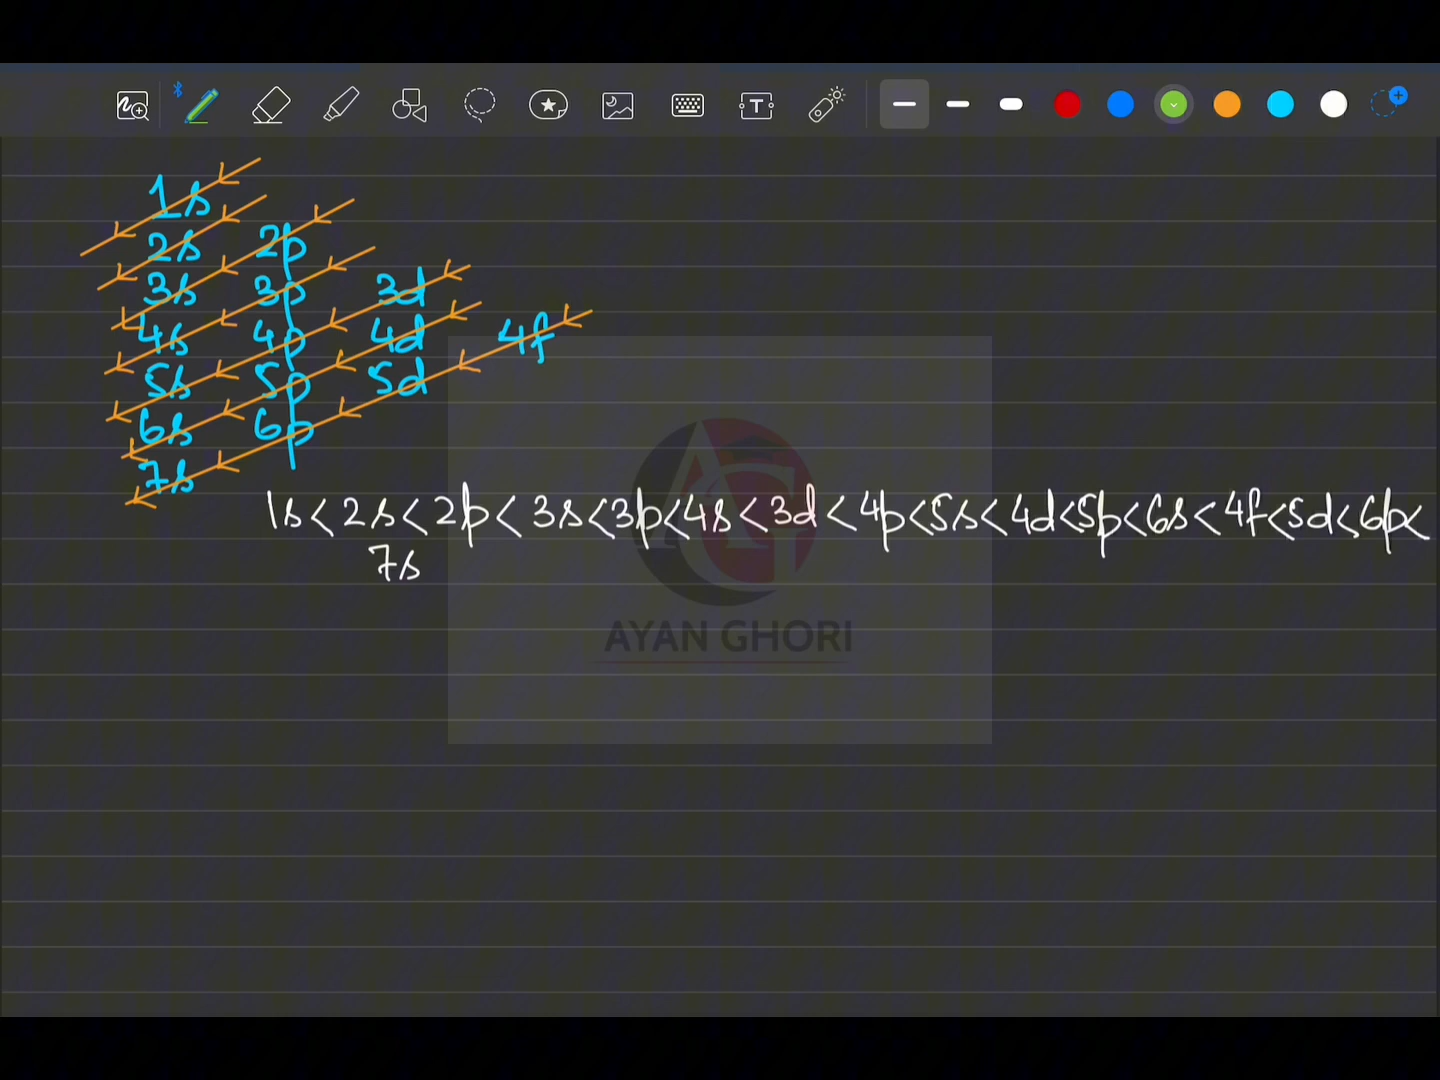 1s
2s 2p
3s 3p 3d
4s 4p 4d 4f
5s 5p 5d
6s 6p
7s
1s < 2s < 2p < 3s < 3p < 4s < 3d < 4p < 5s < 4d < 5p < 6s < 4f < 5d < 6p <
7s
AYAN GHORI